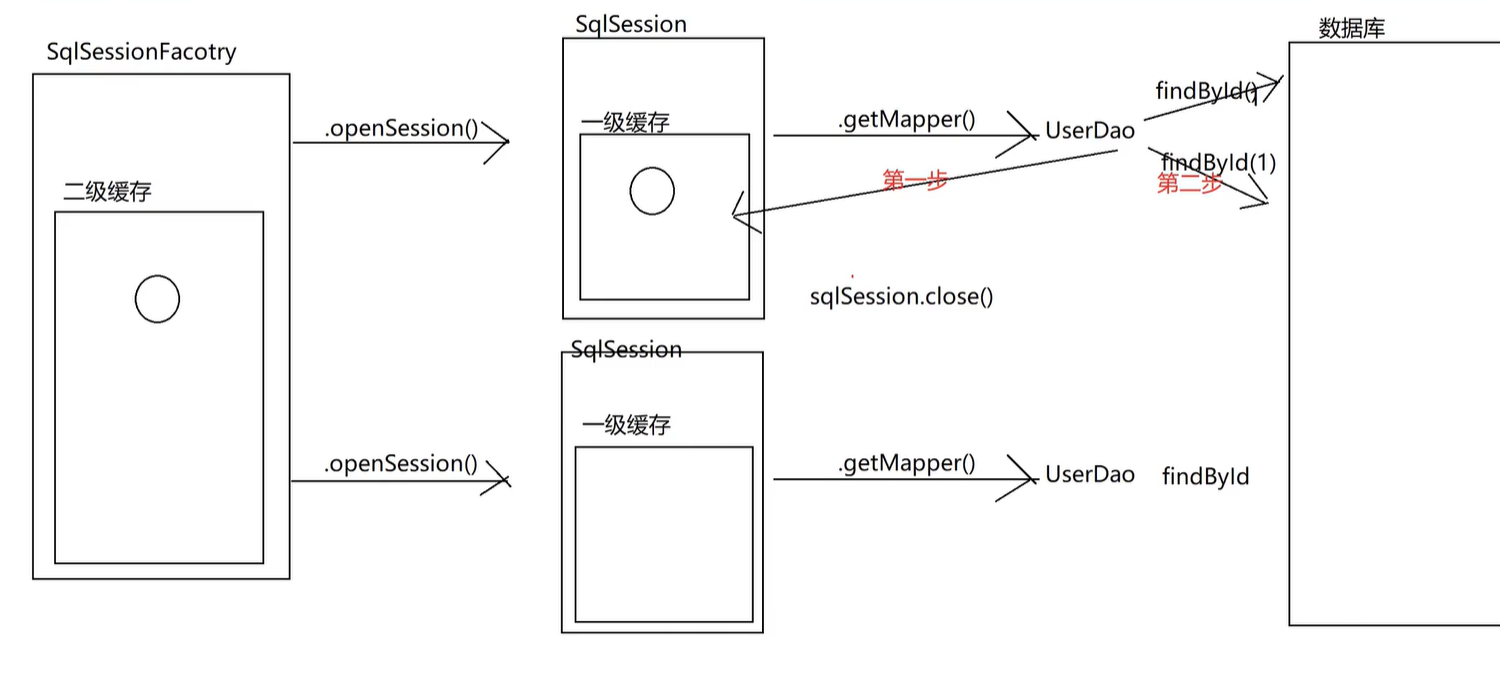 SqlSessionFacotry
二级缓存
.openSession()
.openSession()
SqlSession
一级缓存
.getMapper()
UserDao
findById()
findById(1)
第一步
第二步
sqlSession.close()
SqlSession
一级缓存
.getMapper()
UserDao
findById
数据库